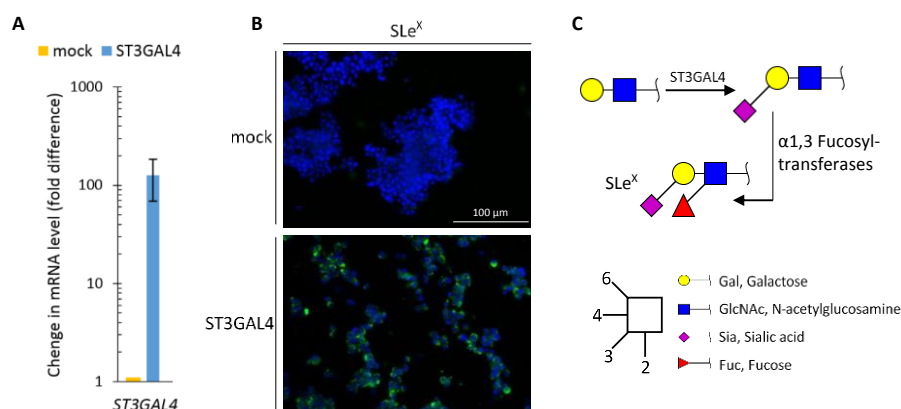 A
mock ST3GAL4
Chenge in mRNA level (fold difference)
1000
100
10
1
ST3GAL4
B
SLeˣ
mock
100 µm
ST3GAL4
C
ST3GAL4
α1,3 Fucosyl-
transferases
SLeˣ
6
4
3
2
Gal, Galactose
GlcNAc, N-acetylglucosamine
Sia, Sialic acid
Fuc, Fucose